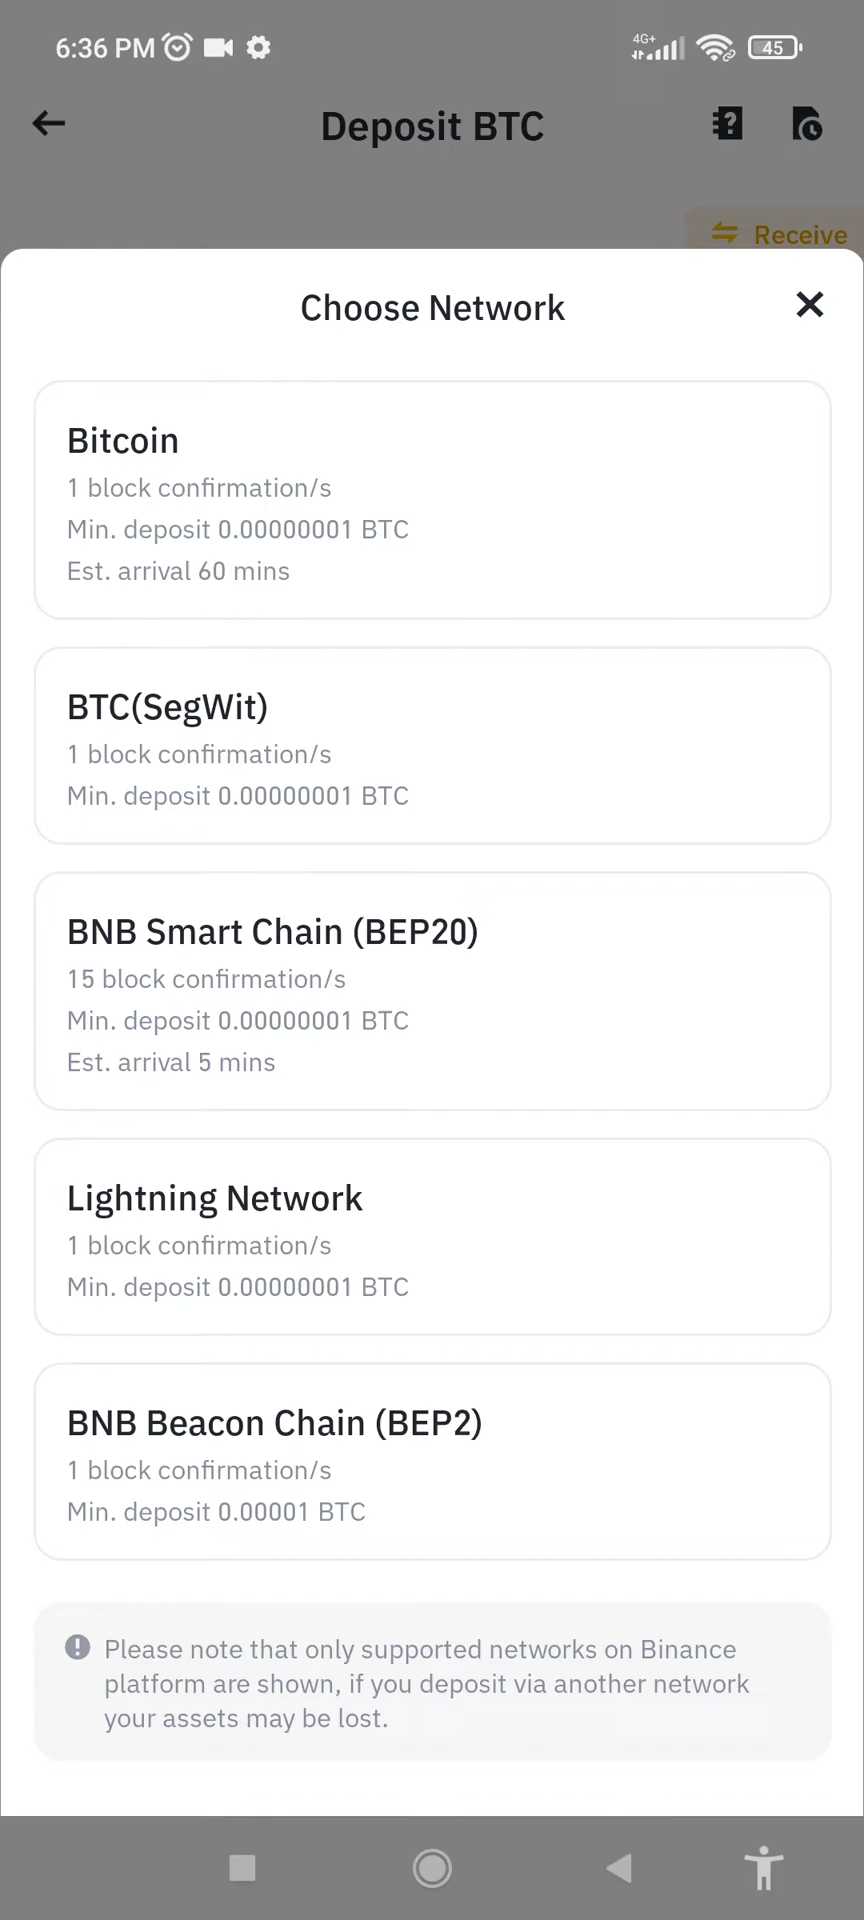 6:36 PM
4G+
45
Deposit BTC
Receive
Choose Network
Bitcoin
1 block confirmation/s
Min. deposit 0.00000001 BTC
Est. arrival 60 mins
BTC(SegWit)
1 block confirmation/s
Min. deposit 0.00000001 BTC
BNB Smart Chain (BEP20)
15 block confirmation/s
Min. deposit 0.00000001 BTC
Est. arrival 5 mins
Lightning Network
1 block confirmation/s
Min. deposit 0.00000001 BTC
BNB Beacon Chain (BEP2)
1 block confirmation/s
Min. deposit 0.00001 BTC
Please note that only supported networks on Binance
platform are shown, if you deposit via another network
your assets may be lost.